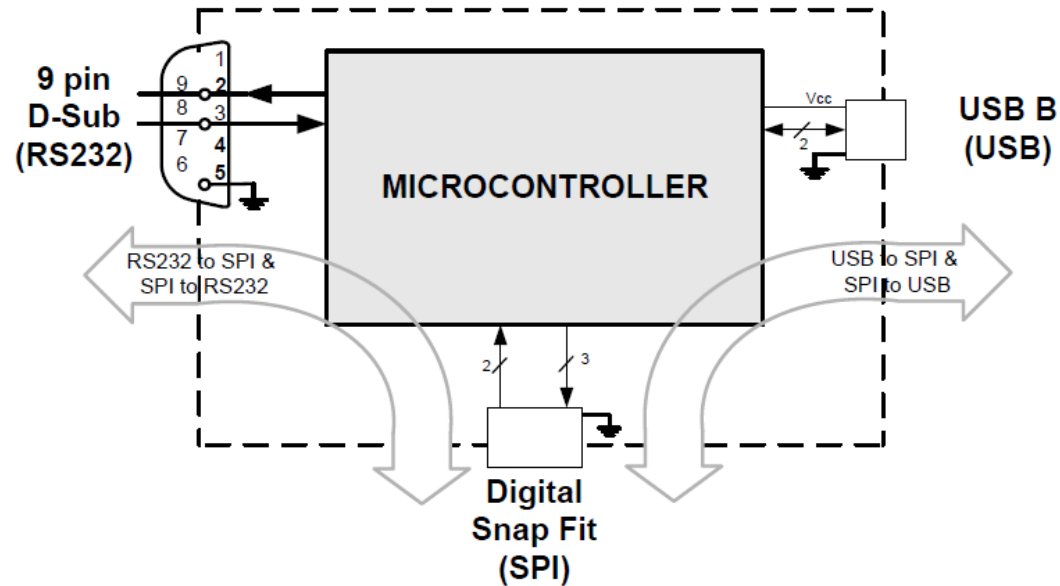 9 pin
D-Sub
(RS232)
1
9 2
8 3
7 4
6 5
MICROCONTROLLER
Vcc
2
USB B
(USB)
RS232 to SPI &
SPI to RS232
USB to SPI &
SPI to USB
2
3
Digital
Snap Fit
(SPI)